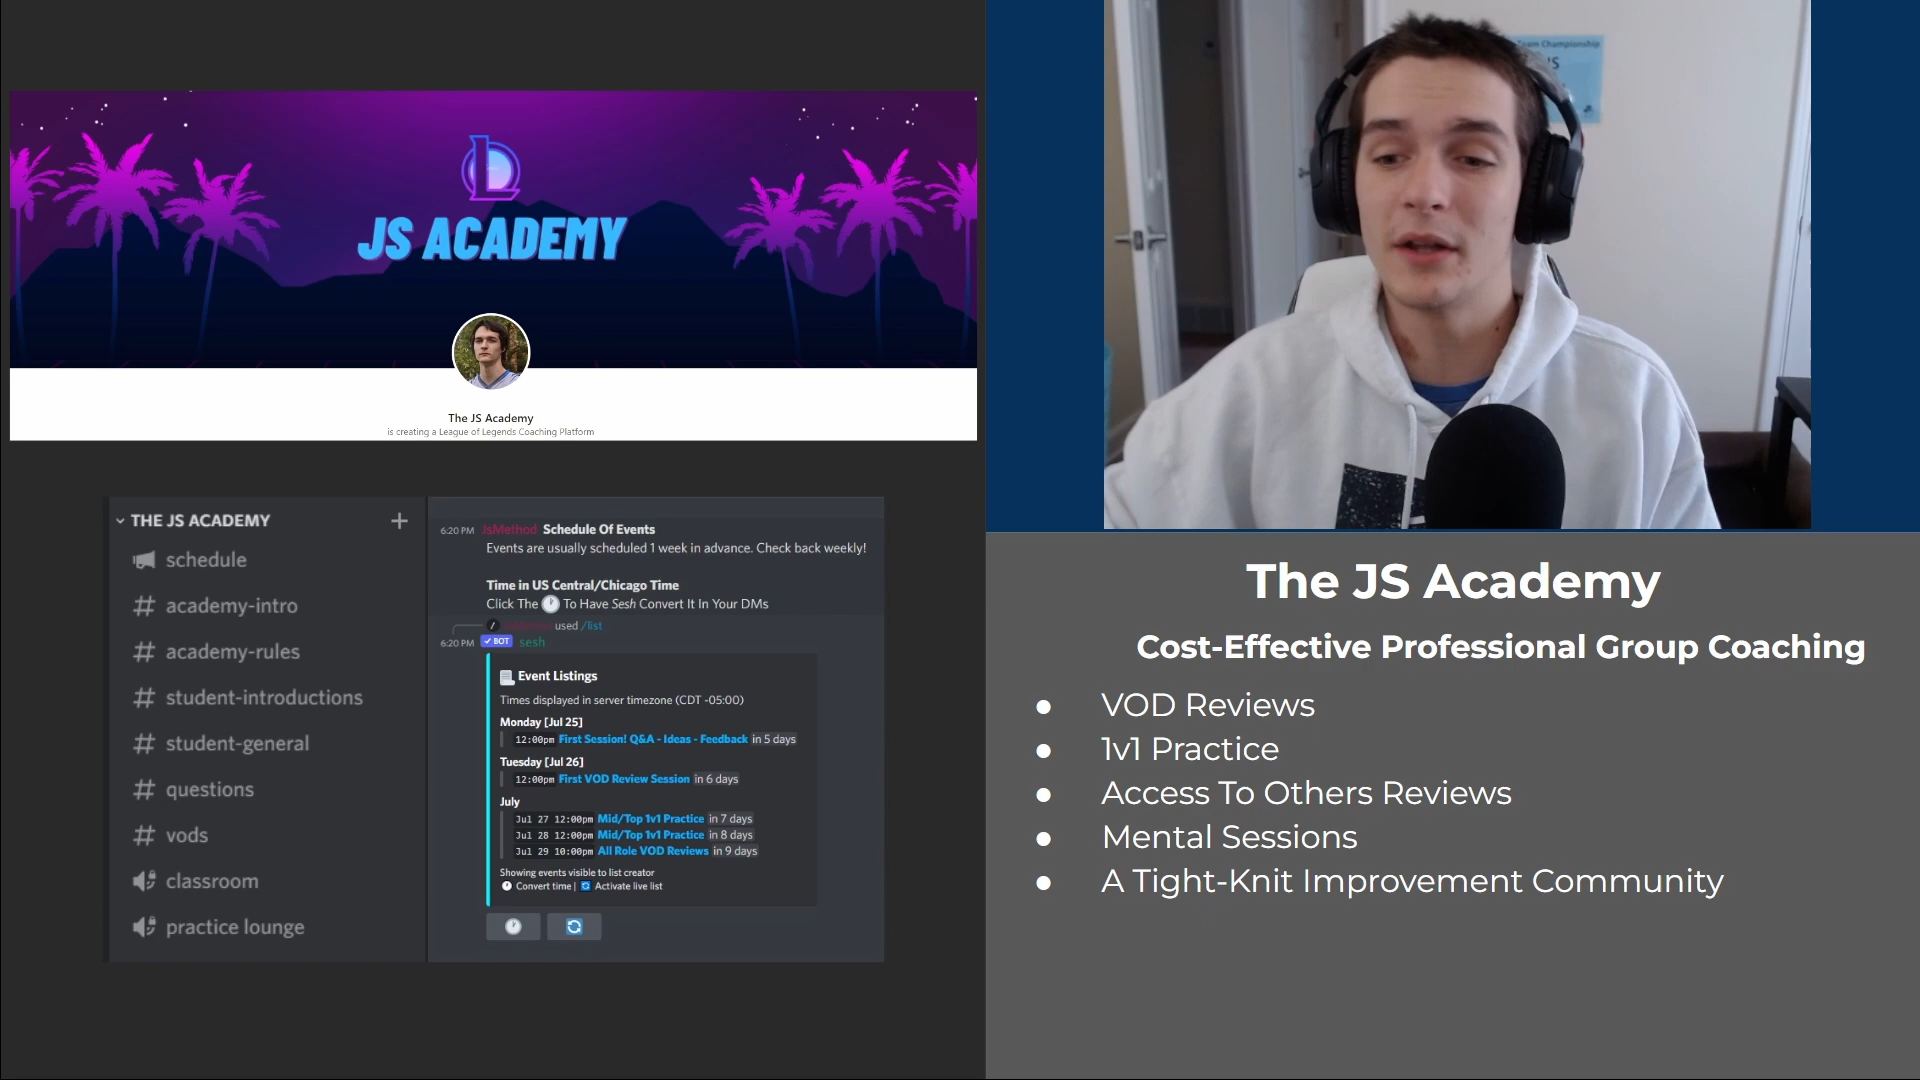 JS ACADEMY
The JS Academy
is creating a League of Legends Coaching Platform
THE JS ACADEMY
schedule
academy-intro
academy-rules
student-introductions
student-general
questions
vods
classroom
practice lounge
6:20 PM JsMethod Schedule Of Events
Events are usually scheduled 1 week in advance. Check back weekly!
Time in US Central/Chicago Time
Click The To Have Sesh Convert It In Your DMs
used /list
6:20 PM BOT sesh
Event Listings
Times displayed in server timezone (CDT -05:00)
Monday [Jul 25]
12:00pm First Session! Q&A - Ideas - Feedback in 5 days
Tuesday [Jul 26]
12:00pm First VOD Review Session in 6 days
July
Jul 27 12:00pm Mid/Top 1v1 Practice in 7 days
Jul 28 12:00pm Mid/Top 1v1 Practice in 8 days
Jul 29 10:00pm All Role VOD Reviews in 9 days
Showing events visible to list creator
Convert time | Activate live list
Team Championship
The JS Academy
Cost-Effective Professional Group Coaching
● VOD Reviews
● 1v1 Practice
● Access To Others Reviews
● Mental Sessions
● A Tight-Knit Improvement Community